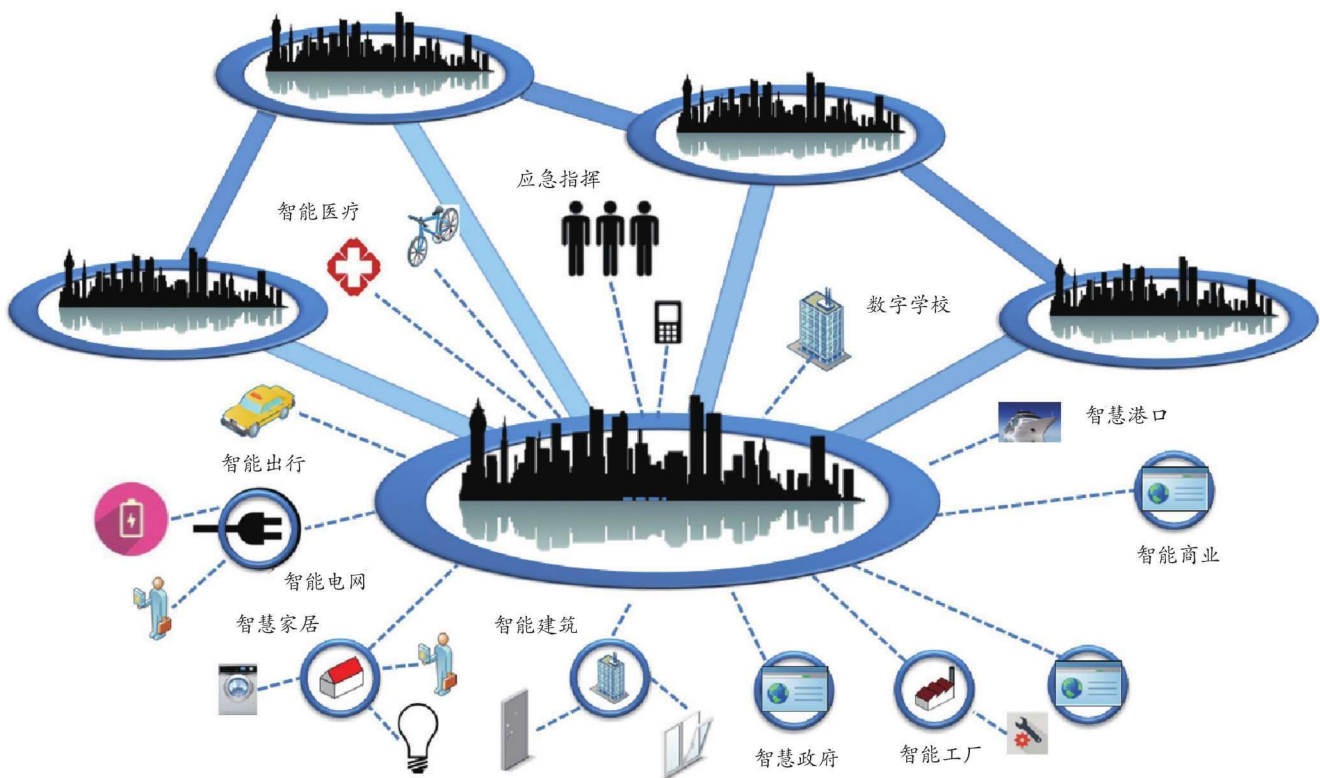 应急指挥
智能医疗
数字学校
智慧港口
智能出行
智能商业
智能电网
智慧家居
智能建筑
智慧政府
智能工厂